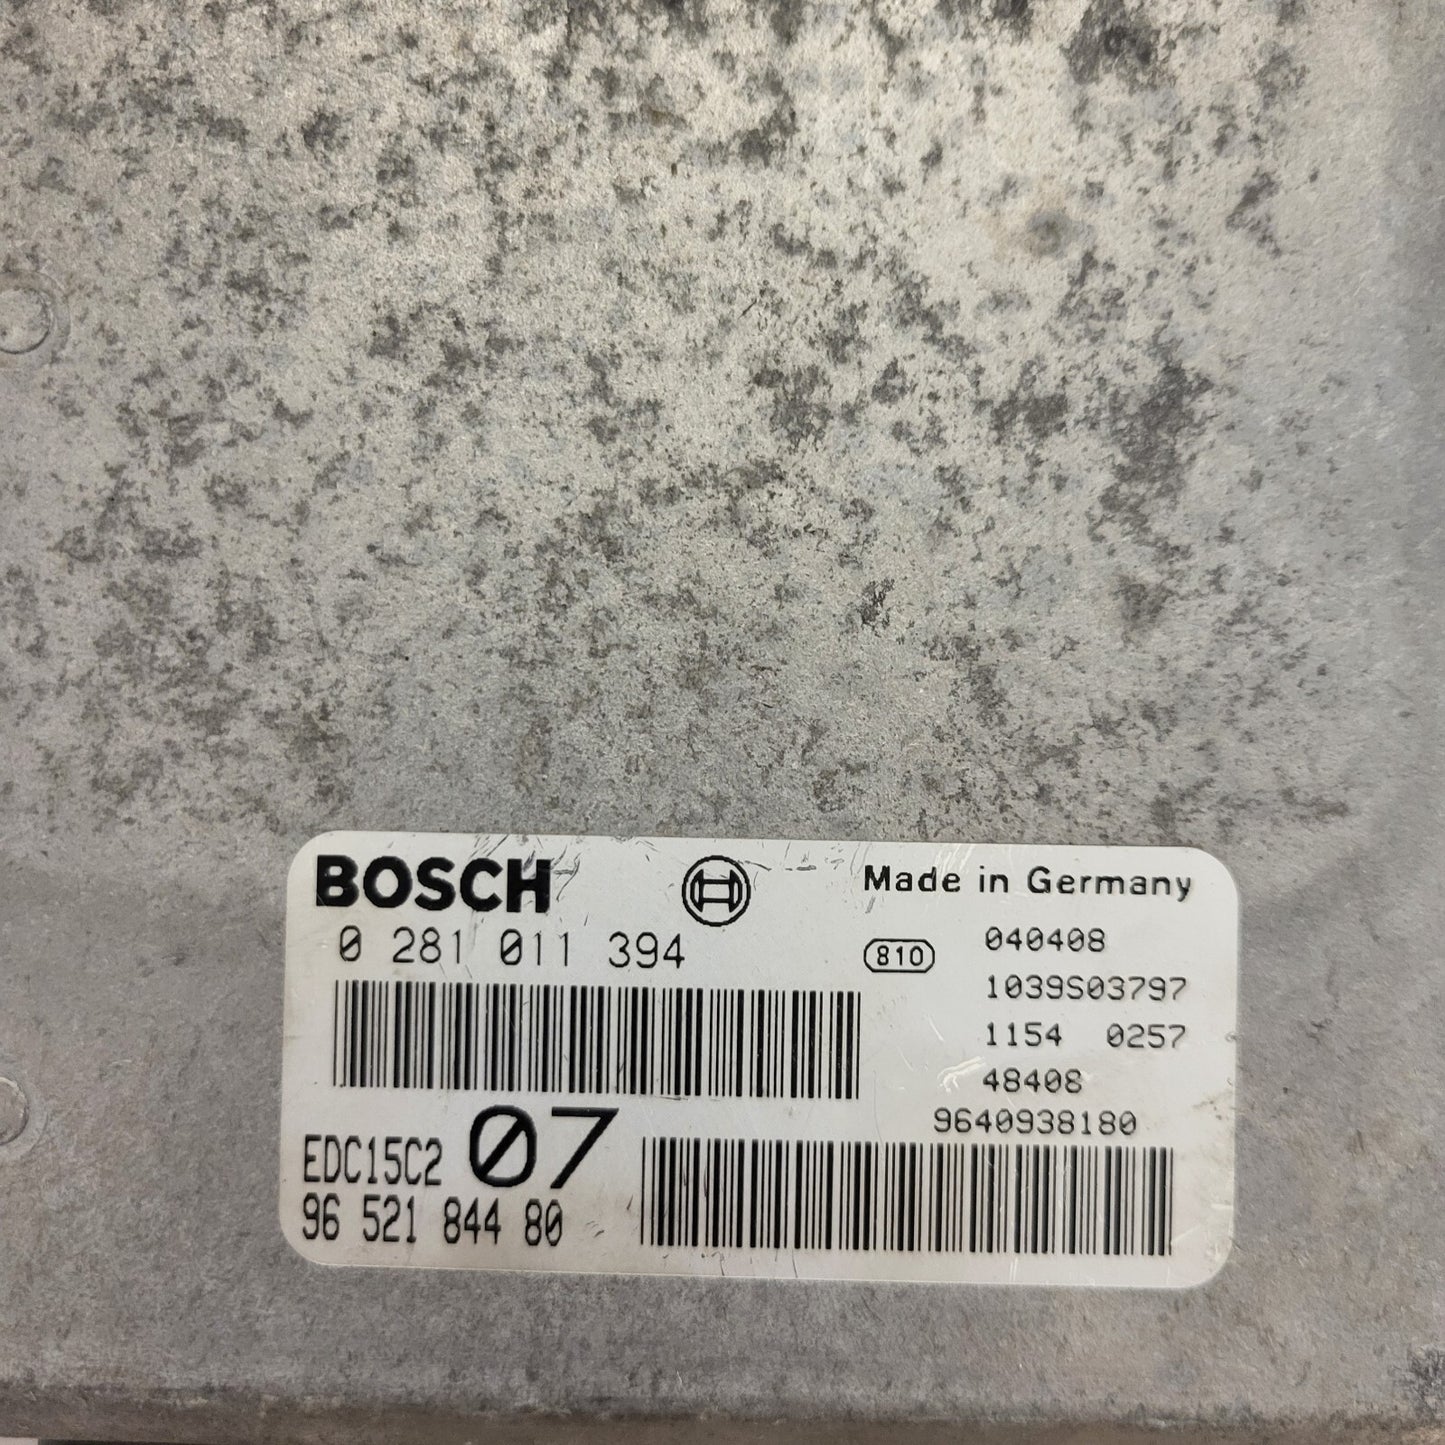 BOSCH
Made in Germany
0 281 011 394
810
040408
1039S03797
1154 0257
48408
9640938180
EDC15C2 07
96 521 844 80